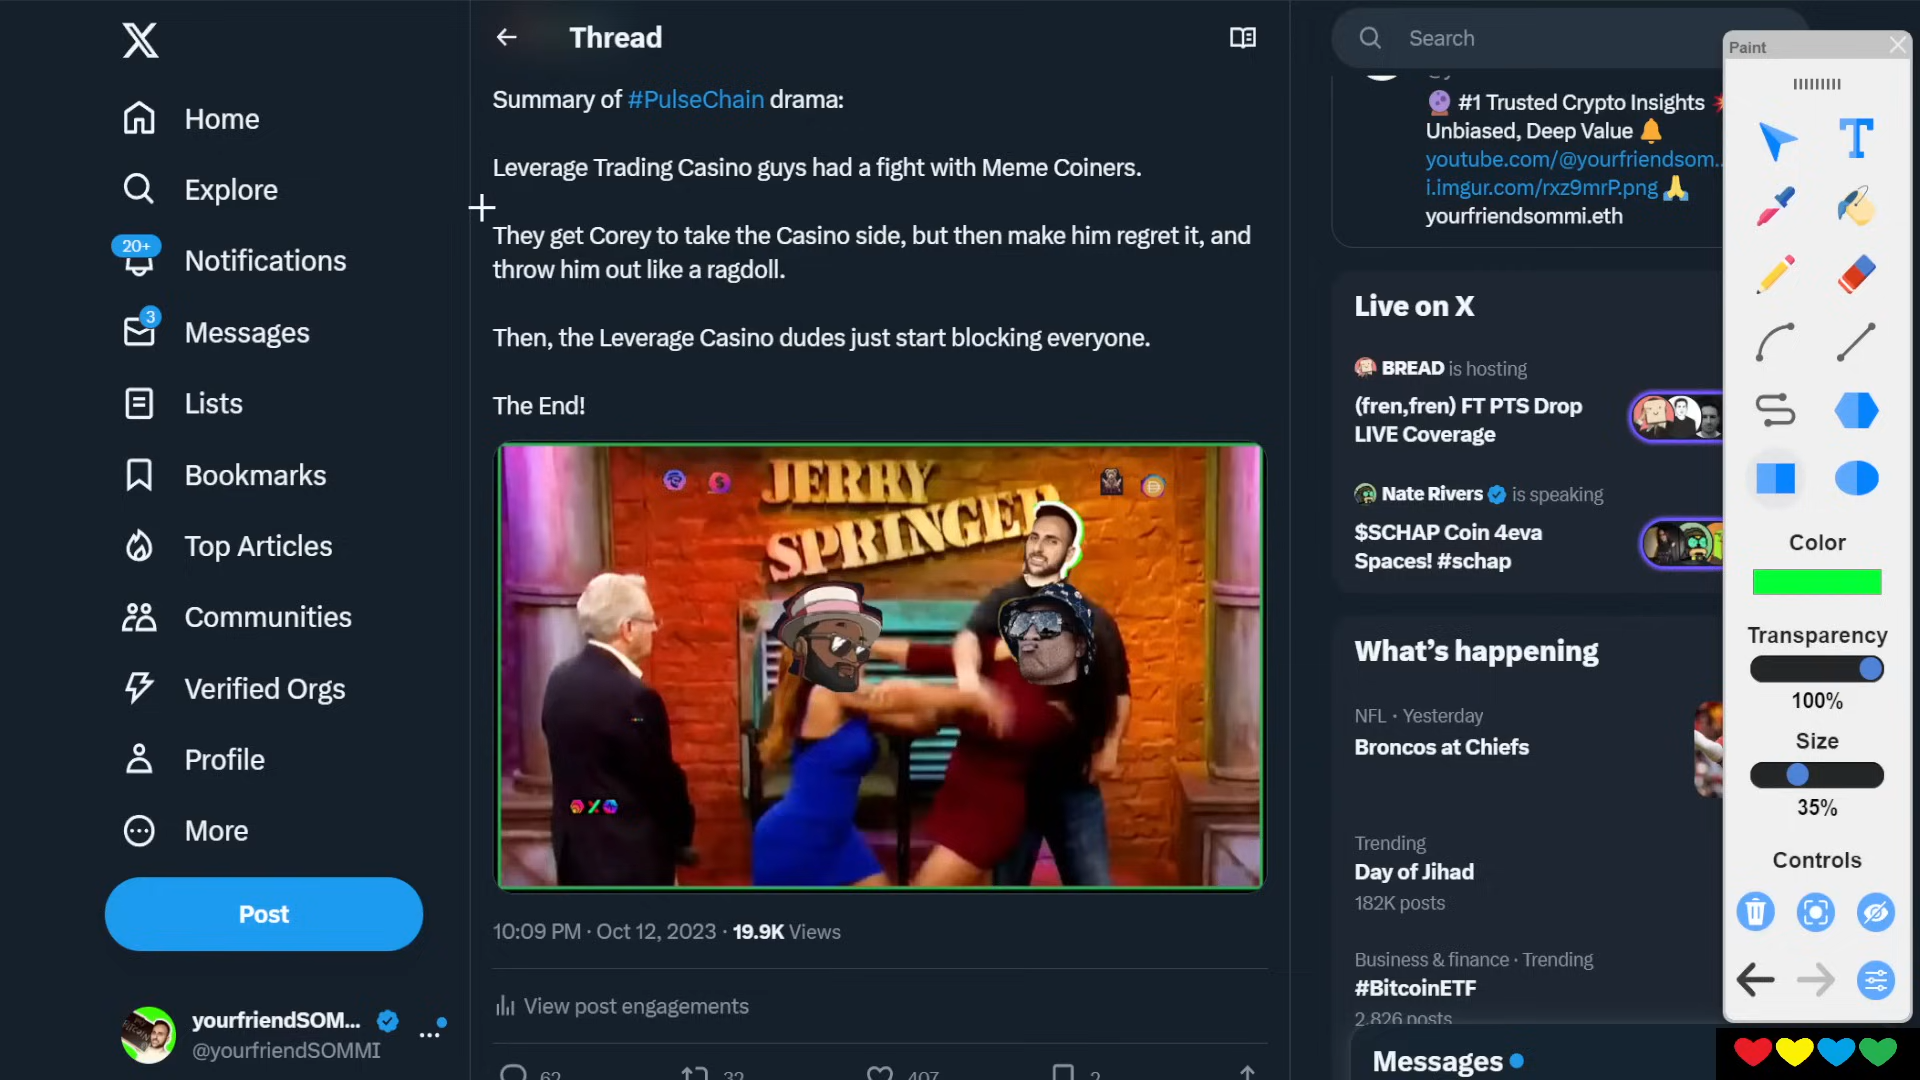 Home
Explore
20+
Notifications
3
Messages
Lists
Bookmarks
Top Articles
Communities
Verified Orgs
Profile
More
Post
yourfriendSOM...
@yourfriendSOMMI
Thread
Summary of #PulseChain drama:
Leverage Trading Casino guys had a fight with Meme Coiners.
They get Corey to take the Casino side, but then make him regret it, and
throw him out like a ragdoll.
Then, the Leverage Casino dudes just start blocking everyone.
The End!
JERRY
SPRINGER
10:09 PM · Oct 12, 2023 · 19.9K Views
View post engagements
62
32
407
2
Search
#1 Trusted Crypto Insights
Unbiased, Deep Value
youtube.com/@yourfriendsom...
i.imgur.com/rxz9mrP.png
yourfriendsommi.eth
Live on X
BREAD is hosting
(fren,fren) FT PTS Drop
LIVE Coverage
Nate Rivers is speaking
$SCHAP Coin 4eva
Spaces! #schap
What's happening
NFL · Yesterday
Broncos at Chiefs
Trending
Day of Jihad
182K posts
Business & finance · Trending
#BitcoinETF
2,826 posts
Messages
Paint
Color
Transparency
100%
Size
35%
Controls